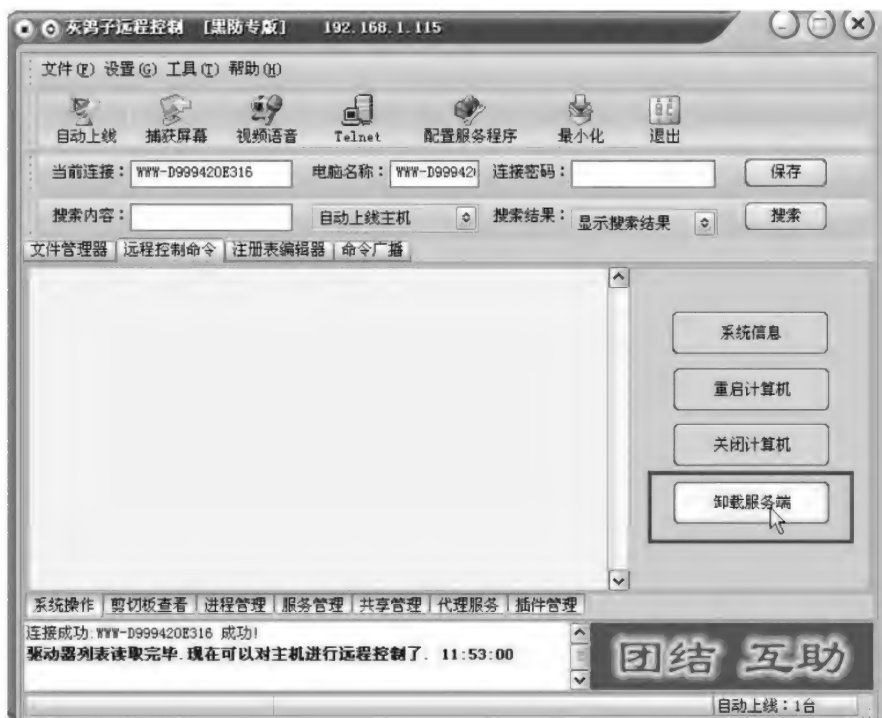 灰鸽子远程控制 [黑防专版] 192.168.1.115
文件(F) 设置(G) 工具(T) 帮助(H)
自动上线 捕获屏幕 视频语音 Telnet 配置服务程序 最小化 退出
当前连接: WWW-D999420E316 电脑名称: WWW-D99942 连接密码: 保存
搜索内容: 自动上线主机 搜索结果: 显示搜索结果 搜索
文件管理器 远程控制命令 注册表编辑器 命令广播
系统信息
重启计算机
关闭计算机
卸载服务端
系统操作 剪切板查看 进程管理 服务管理 共享管理 代理服务 插件管理
连接成功:WWW-D999420E316 成功!
驱动器列表读取完毕.现在可以对主机进行远程控制了. 11:53:00
团结 互助
自动上线:1台